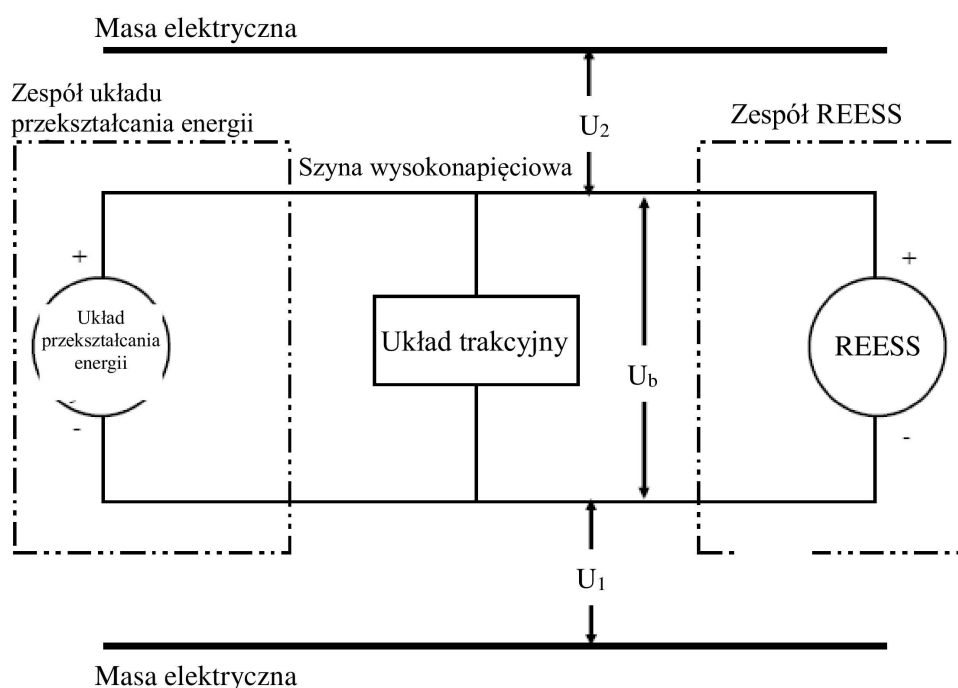 Masa elektryczna
Zespół układu
przekształcania energii
Zespół REESS
U₂
Szyna wysokonapięciowa
+
+
Układ
przekształcania
energii
Układ trakcyjny
REESS
U_b
-
-
U₁
Masa elektryczna